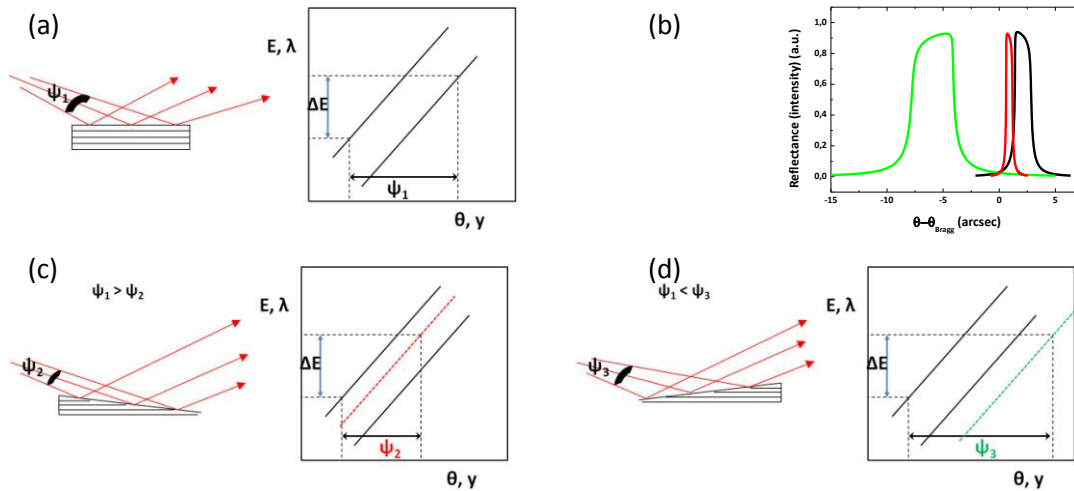 (a)
E, λ
ψ₁
ΔE
ψ₁
θ, y
(b)
Reflectance (intensity) (a.u.)
1,0
0,8
0,6
0,4
0,2
0,0
-15 -10 -5 0 5
θ-θBragg (arcsec)
(c)
ψ₁ > ψ₂
E, λ
ψ₂
ΔE
ψ₂
θ, y
(d)
ψ₁ < ψ₃
E, λ
ψ₃
ΔE
ψ₃
θ, y